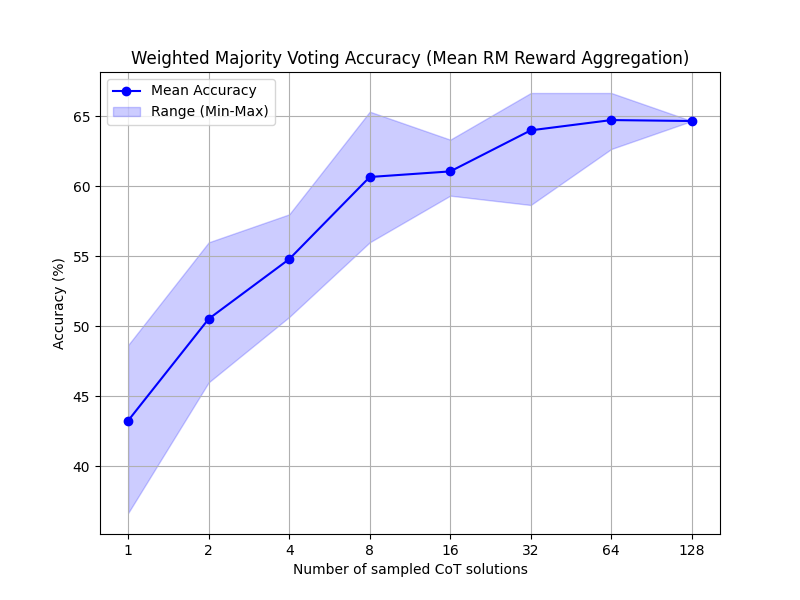 Weighted Majority Voting Accuracy (Mean RM Reward Aggregation)
Mean Accuracy
Range (Min-Max)
Accuracy (%)
65
60
55
50
45
40
1 2 4 8 16 32 64 128
Number of sampled CoT solutions